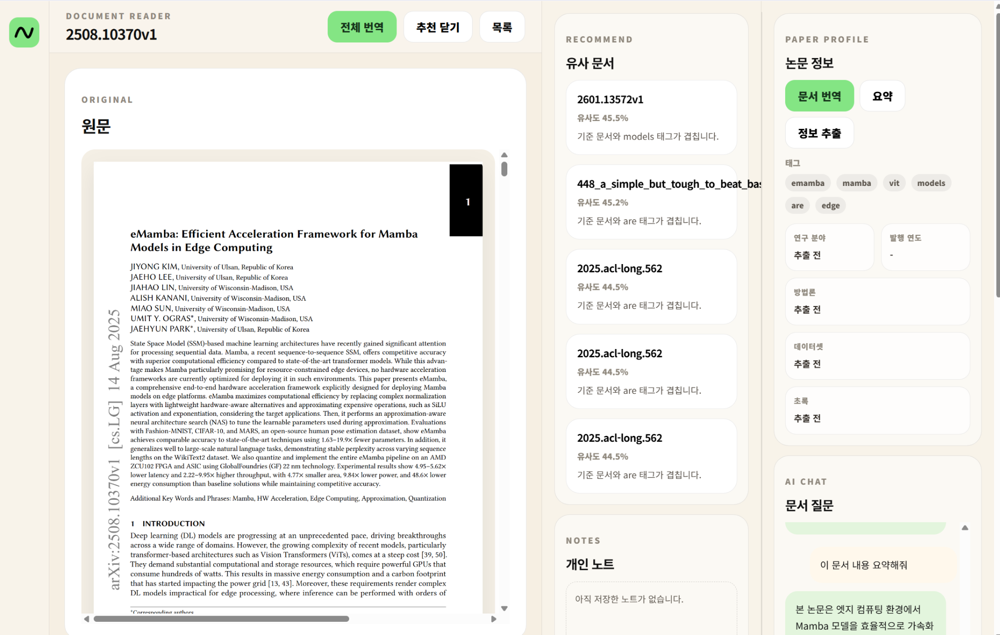 DOCUMENT READER
2508.10370v1
전체 번역
추천 닫기
목록
ORIGINAL
원문
1
eMamba: Efficient Acceleration Framework for Mamba
Models in Edge Computing
JIYONG KIM, University of Ulsan, Republic of Korea
JAEHO LEE, University of Ulsan, Republic of Korea
JIAHAO LIN, University of Wisconsin-Madison, USA
ALISH KANANI, University of Wisconsin-Madison, USA
MIAO SUN, University of Wisconsin-Madison, USA
UMIT Y. OGRAS*, University of Wisconsin-Madison, USA
JAEHYUN PARK*, University of Ulsan, Republic of Korea
State Space Model (SSM)-based machine learning architectures have recently gained significant attention
for processing sequential data. Mamba, a recent sequence-to-sequence SSM, offers competitive accuracy
with superior computational efficiency compared to state-of-the-art transformer models. While this advan-
tage makes Mamba particularly promising for resource-constrained edge devices, no hardware acceleration
frameworks are currently optimized for deploying it in such environments. This paper presents eMamba,
a comprehensive end-to-end hardware acceleration framework explicitly designed for deploying Mamba
models on edge platforms. eMamba maximizes computational efficiency by replacing complex normalization
layers with lightweight hardware-aware alternatives and approximating expensive operations, such as SiLU
activation and exponentiation, considering the target applications. Then, it performs an approximation-aware
neural architecture search (NAS) to tune the learnable parameters used during approximation. Evaluations
with Fashion-MNIST, CIFAR-10, and MARS, an open-source human pose estimation dataset, show eMamba
achieves comparable accuracy to state-of-the-art techniques using 1.63–19.9× fewer parameters. In addition, it
generalizes well to large-scale natural language tasks, demonstrating stable perplexity across varying sequence
lengths on the WikiText2 dataset. We also quantize and implement the entire eMamba pipeline on an AMD
ZCU102 FPGA and ASIC using GlobalFoundries (GF) 22 nm technology. Experimental results show 4.95–5.62×
lower latency and 2.22–9.95× higher throughput, with 4.77× smaller area, 9.84× lower power, and 48.6× lower
energy consumption than baseline solutions while maintaining competitive accuracy.
Additional Key Words and Phrases: Mamba, HW Acceleration, Edge Computing, Approximation, Quantization
1 INTRODUCTION
Deep learning (DL) models are progressing at an unprecedented pace, driving breakthroughs
across a wide range of domains. However, the growing complexity of recent models, particularly
transformer-based architectures such as Vision Transformers (ViTs), comes at a steep cost [39, 50].
They demand substantial computational and storage resources, which require powerful GPUs that
consume hundreds of watts. This results in massive energy consumption and a carbon footprint
that has started impacting the power grid [13, 43]. Moreover, these requirements render complex
DL models impractical for edge processing, where inference can be performed with orders of
*Corresponding authors
arXiv:2508.10370v1 [cs.LG] 14 Aug 2025
RECOMMEND
유사 문서
2601.13572v1
유사도 45.5%
기준 문서와 models 태그가 겹칩니다.
448_a_simple_but_tough_to_beat_bas
유사도 45.2%
기준 문서와 are 태그가 겹칩니다.
2025.acl-long.562
유사도 44.5%
기준 문서와 are 태그가 겹칩니다.
2025.acl-long.562
유사도 44.5%
기준 문서와 are 태그가 겹칩니다.
2025.acl-long.562
유사도 44.5%
기준 문서와 are 태그가 겹칩니다.
NOTES
개인 노트
아직 저장한 노트가 없습니다.
PAPER PROFILE
논문 정보
문서 번역
요약
정보 추출
태그
emamba
mamba
vit
models
are
edge
연구 분야
추출 전
발행 연도
-
방법론
추출 전
데이터셋
추출 전
초록
추출 전
AI CHAT
문서 질문
이 문서 내용 요약해줘
본 논문은 엣지 컴퓨팅 환경에서
Mamba 모델을 효율적으로 가속화